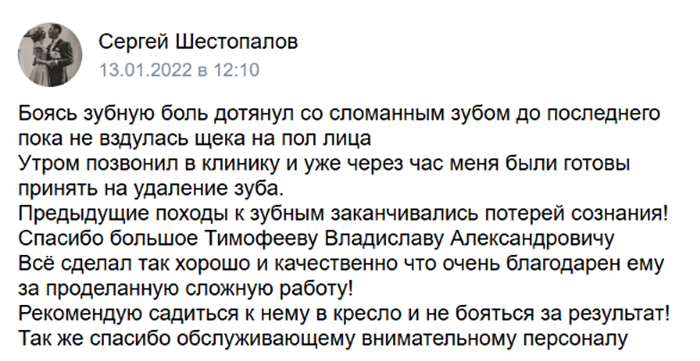 Сергей Шестопалов
13.01.2022 в 12:10
Боясь зубную боль дотянул со сломанным зубом до последнего
пока не вздулась щека на пол лица
Утром позвонил в клинику и уже через час меня были готовы
принять на удаление зуба.
Предыдущие походы к зубным заканчивались потерей сознания!
Спасибо большое Тимофееву Владиславу Александровичу
Всё сделал так хорошо и качественно что очень благодарен ему
за проделанную сложную работу!
Рекомендую садиться к нему в кресло и не бояться за результат!
Так же спасибо обслуживающему внимательному персоналу